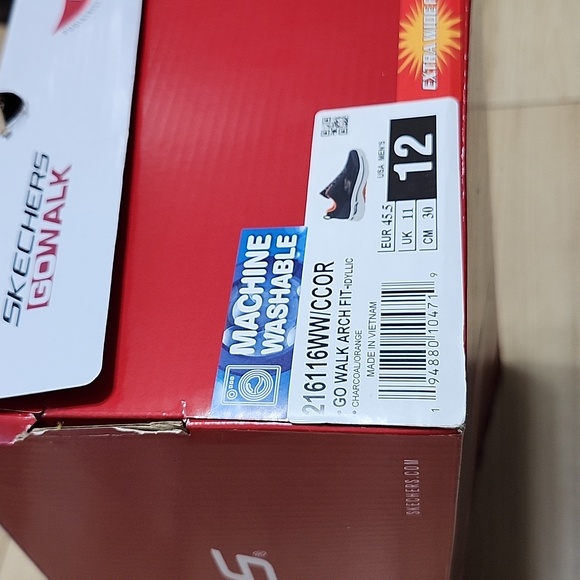 SKECHERS
GOWALK
EXTRA WIDE
MACHINE
WASHABLE
USA MEN'S
12
EUR 45.5
UK 11
CM 30
216116WW/CCOR
GO WALK ARCH FIT-IDYLLIC
CHARCOAL/ORANGE
MADE IN VIETNAM
1 94880 10471 9
SKECHERS.COM
S®